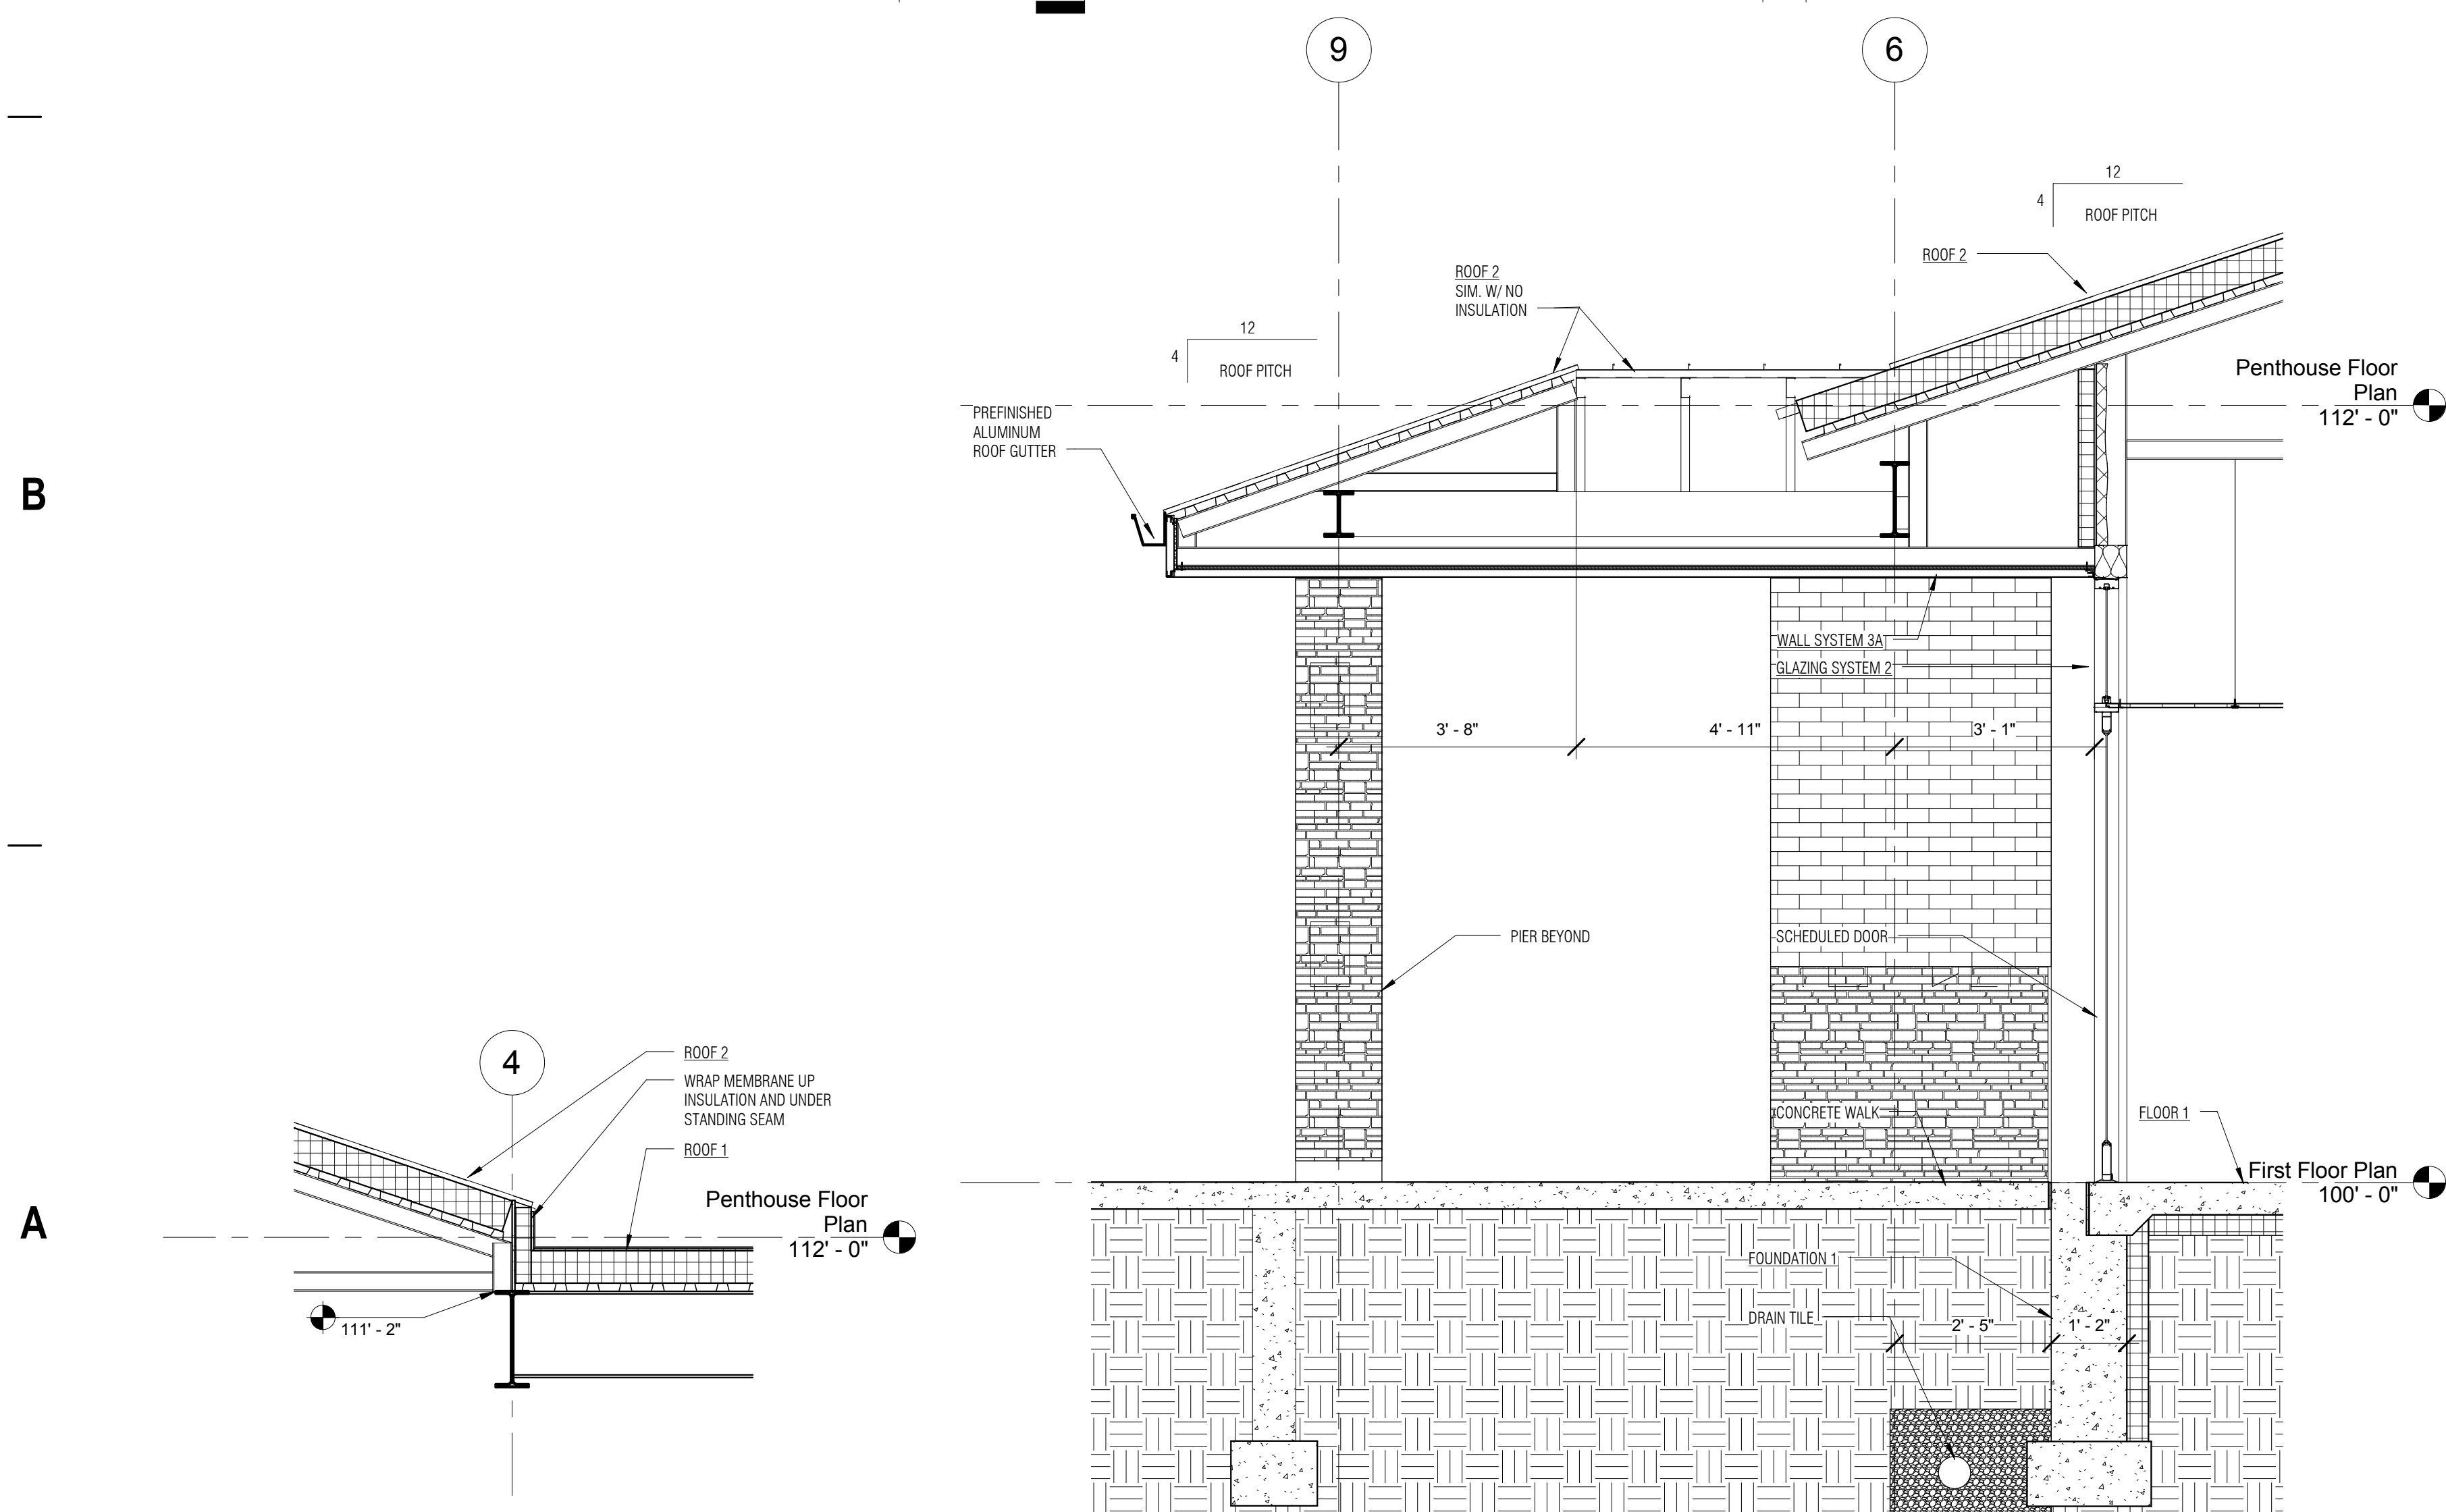 9
6
12
4
ROOF PITCH
ROOF 2
ROOF 2
SIM. W/ NO
INSULATION
12
4
ROOF PITCH
Penthouse Floor
Plan
112' - 0"
PREFINISHED
ALUMINUM
ROOF GUTTER
B
WALL SYSTEM 3A
GLAZING SYSTEM 2
3' - 8"
4' - 11"
3' - 1"
PIER BEYOND
SCHEDULED DOOR
CONCRETE WALK
FLOOR 1
First Floor Plan
100' - 0"
FOUNDATION 1
DRAIN TILE
2' - 5"
1' - 2"
4
ROOF 2
WRAP MEMBRANE UP
INSULATION AND UNDER
STANDING SEAM
ROOF 1
Penthouse Floor
Plan
112' - 0"
A
111' - 2"